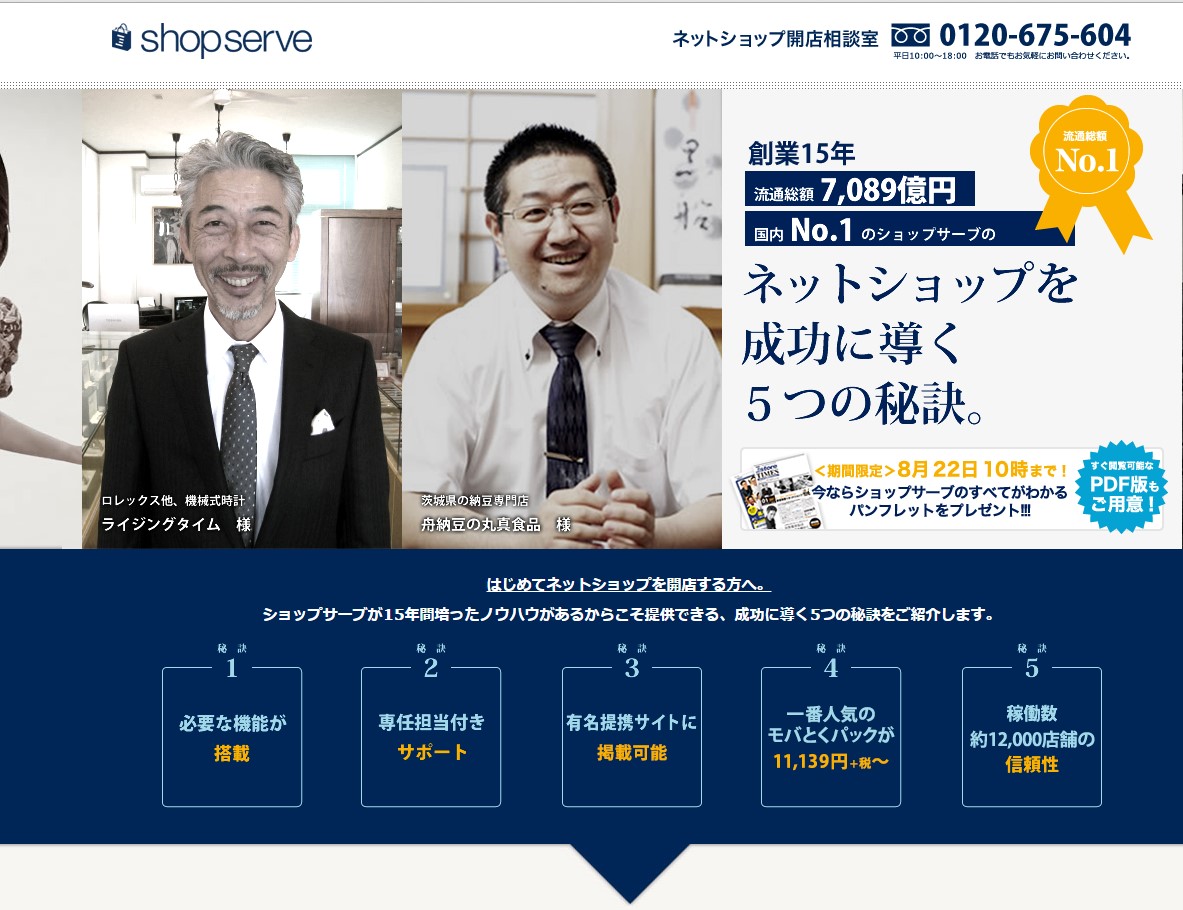 shopserve
ネットショップ開店相談室 0120-675-604
平日10:00〜18:00 お電話でもお気軽にお問い合わせください。
流通総額
No.1
創業15年
流通総額 7,089億円
国内 No.1 のショップサーブの
ネットショップを
成功に導く
５つの秘訣。
ロレックス他、機械式時計
ライジングタイム 様
茨城県の納豆専門店
舟納豆の丸真食品 様
＜期間限定＞8月22日10時まで！
今ならショップサーブのすべてがわかる
パンフレットをプレゼント!!!
すぐ閲覧可能な
PDF版も
ご用意！
はじめてネットショップを開店する方へ。
ショップサーブが15年間培ったノウハウがあるからこそ提供できる、成功に導く5つの秘訣をご紹介します。
秘 訣
1
必要な機能が
搭載
秘 訣
2
専任担当付き
サポート
秘 訣
3
有名提携サイトに
掲載可能
秘 訣
4
一番人気の
モバとくパックが
11,139円+税〜
秘 訣
5
稼働数
約12,000店舗の
信頼性